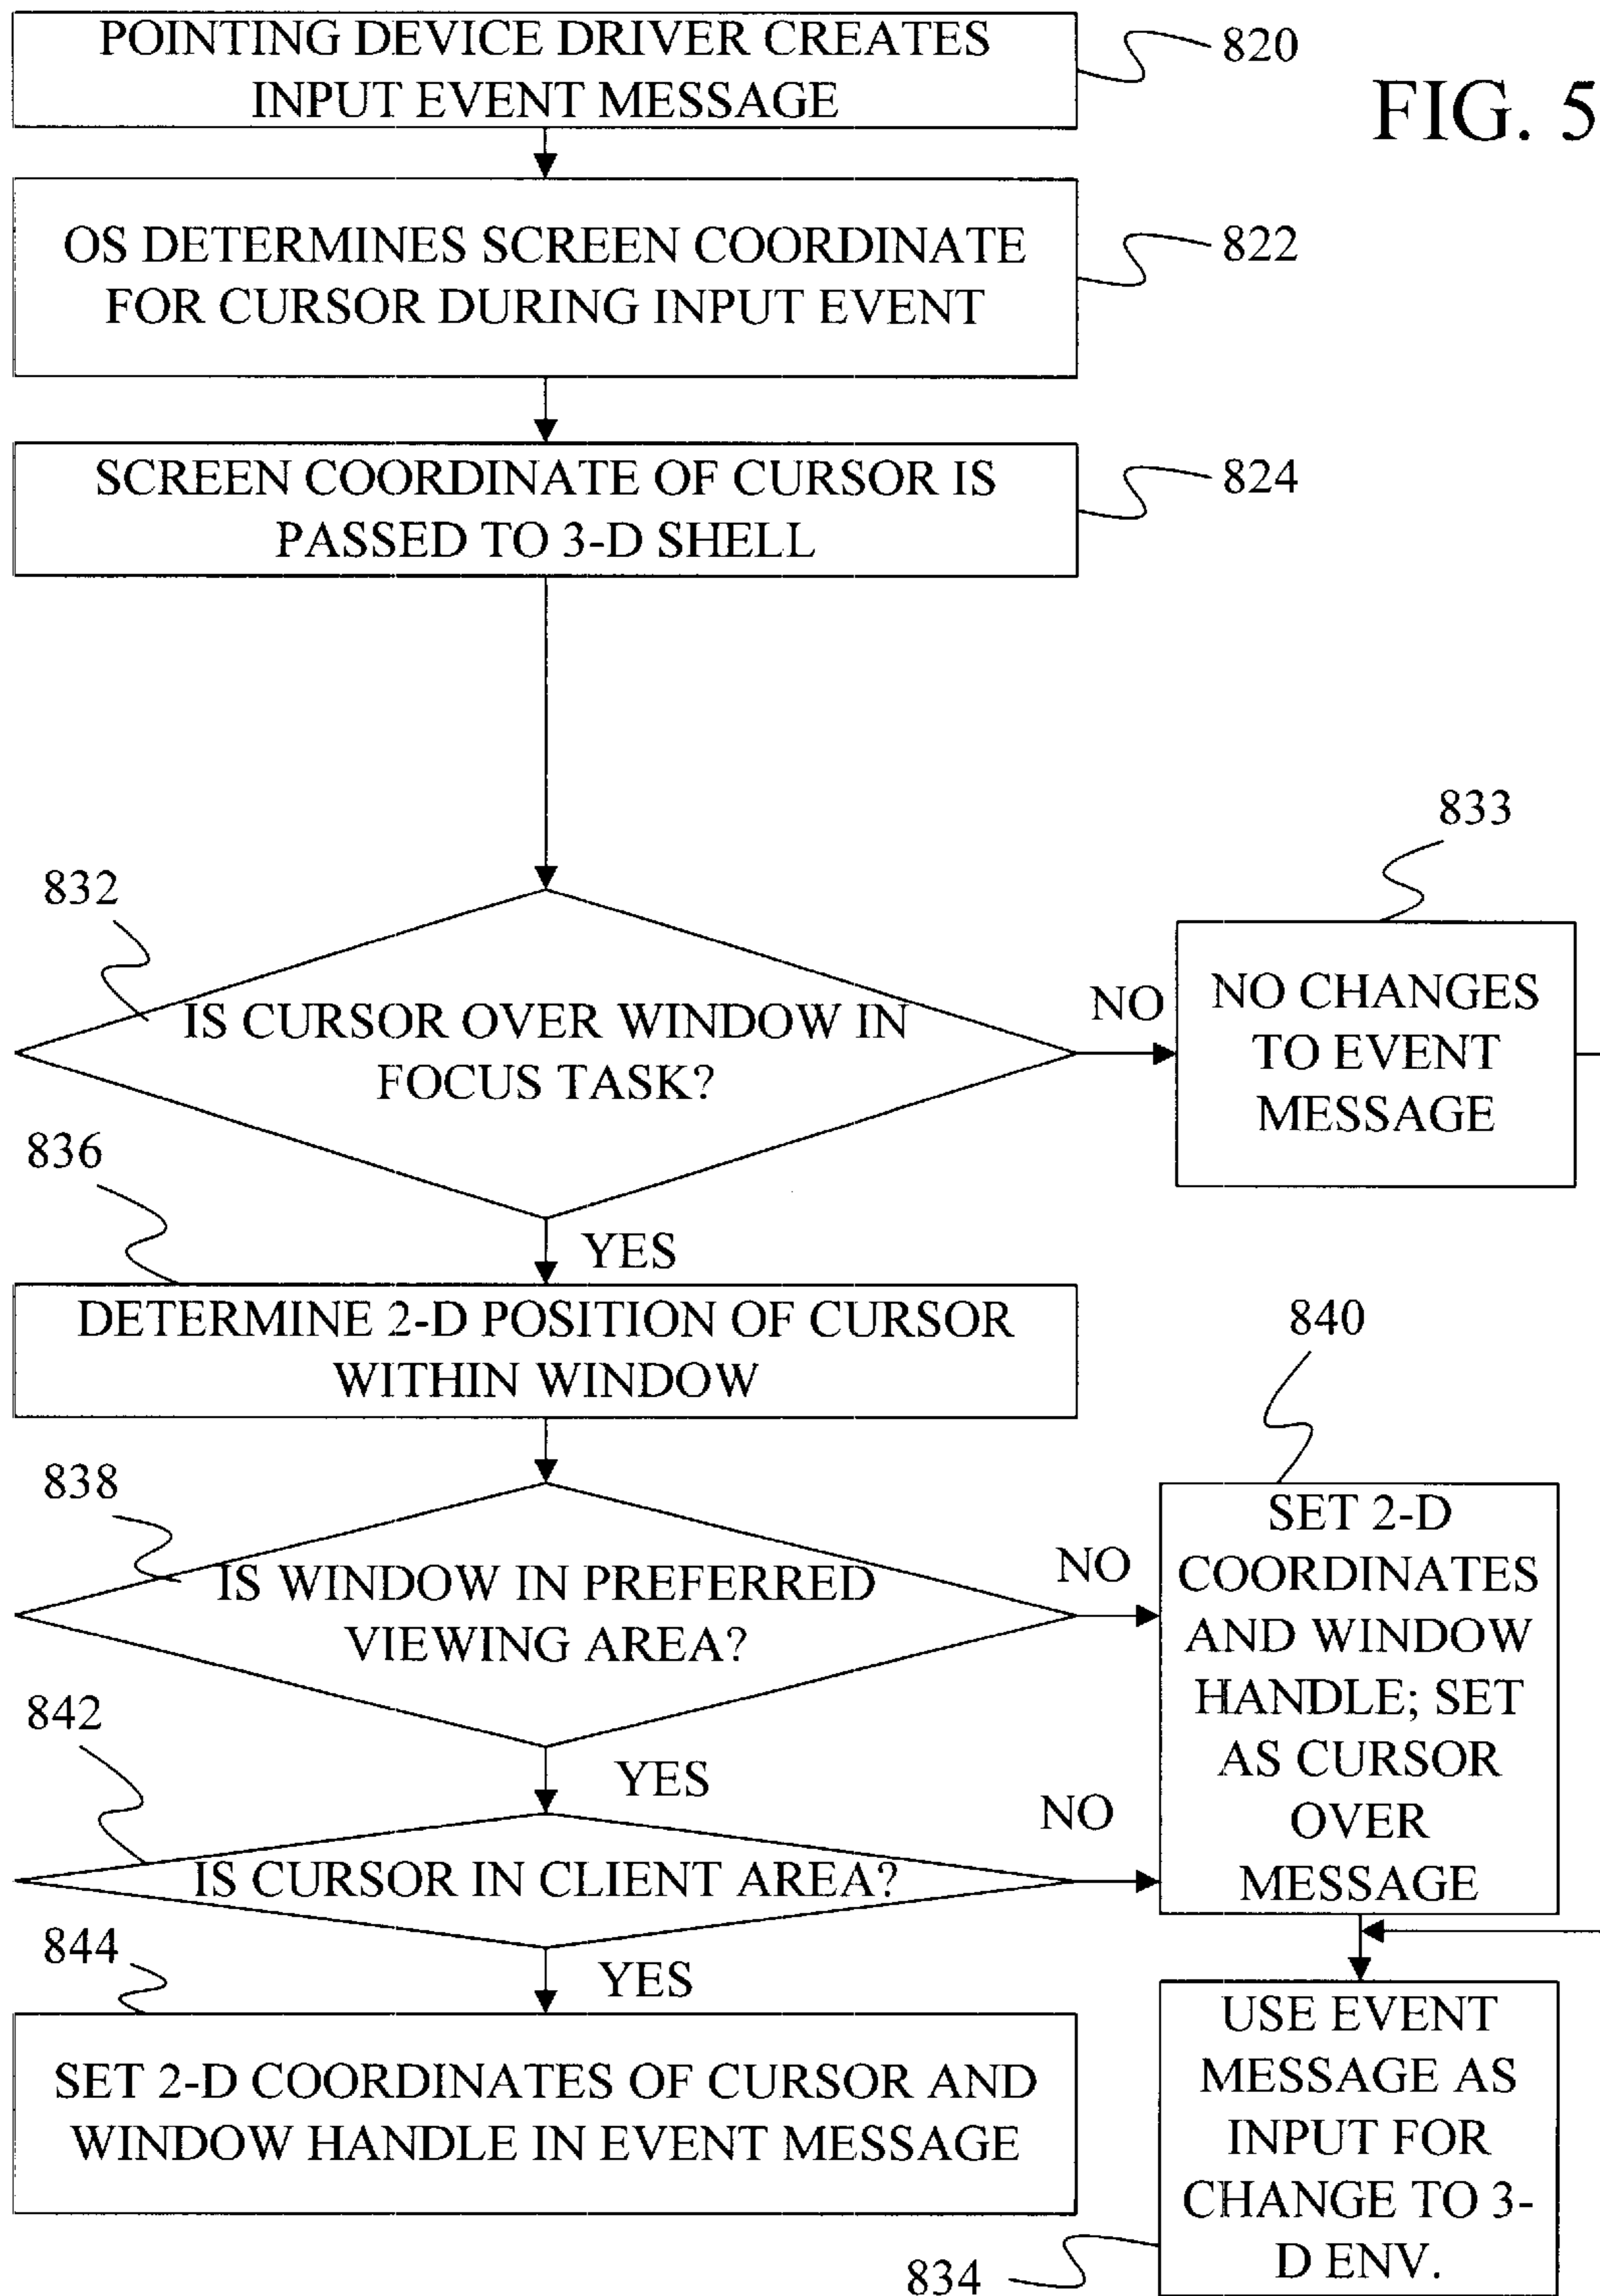 POINTING DEVICE DRIVER CREATES
INPUT EVENT MESSAGE
820
FIG. 5
OS DETERMINES SCREEN COORDINATE
FOR CURSOR DURING INPUT EVENT
822
SCREEN COORDINATE OF CURSOR IS
PASSED TO 3-D SHELL
824
832
IS CURSOR OVER WINDOW IN
FOCUS TASK?
NO
833
NO CHANGES
TO EVENT
MESSAGE
YES
836
DETERMINE 2-D POSITION OF CURSOR
WITHIN WINDOW
838
IS WINDOW IN PREFERRED
VIEWING AREA?
NO
840
SET 2-D
COORDINATES
AND WINDOW
HANDLE; SET
AS CURSOR
OVER
MESSAGE
YES
842
IS CURSOR IN CLIENT AREA?
NO
YES
844
SET 2-D COORDINATES OF CURSOR AND
WINDOW HANDLE IN EVENT MESSAGE
USE EVENT
MESSAGE AS
INPUT FOR
CHANGE TO 3-
D ENV.
834